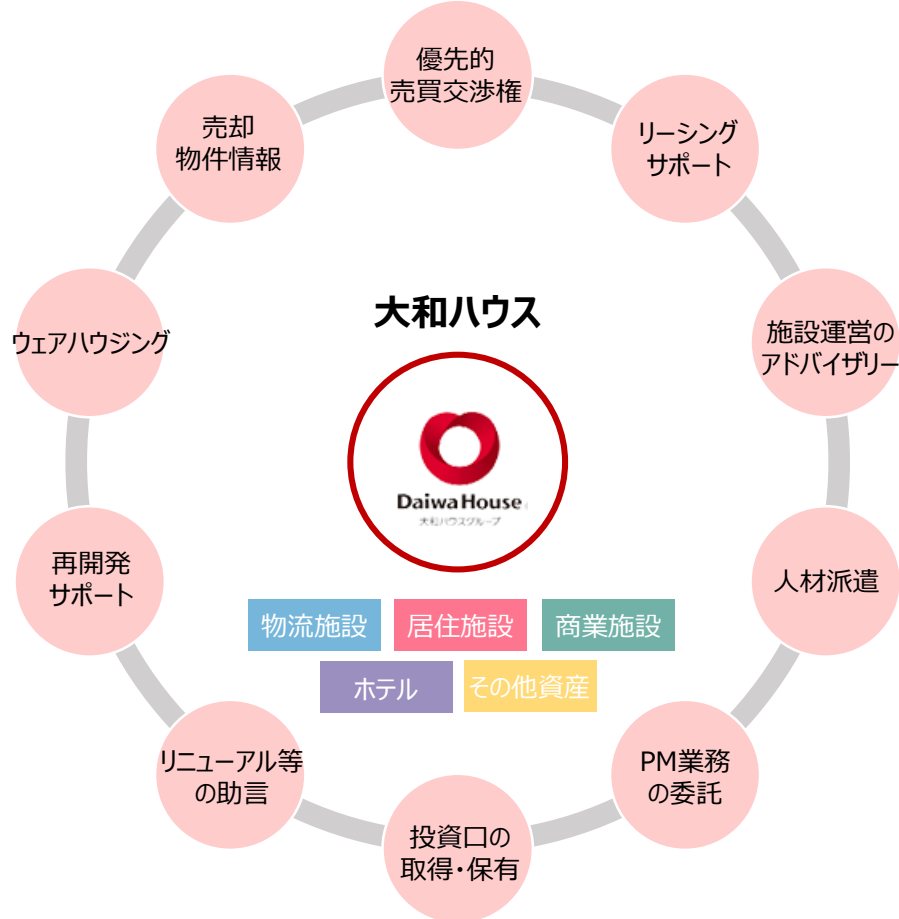 優先的
売買交渉権
リーシング
サポート
施設運営の
アドバイザリー
人材派遣
PM業務
の委託
投資口の
取得・保有
リニューアル等
の助言
再開発
サポート
ウェアハウジング
売却
物件情報
大和ハウス
Daiwa House
大和ハウスグループ
物流施設
居住施設
商業施設
ホテル
その他資産